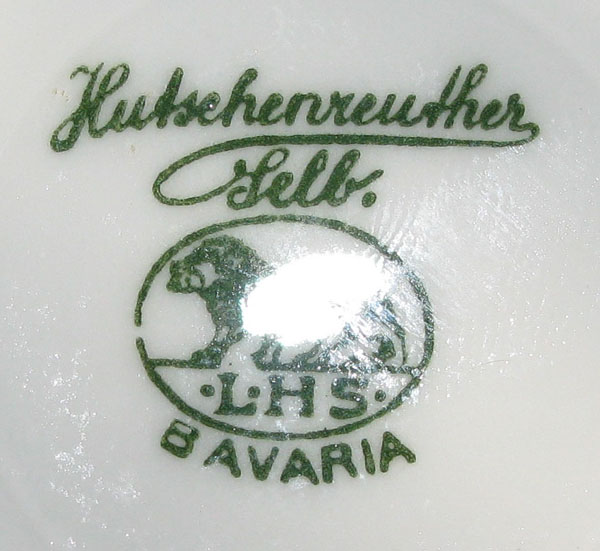 Hutschenreuther
Selb.
·L·H·S·
BAVARIA